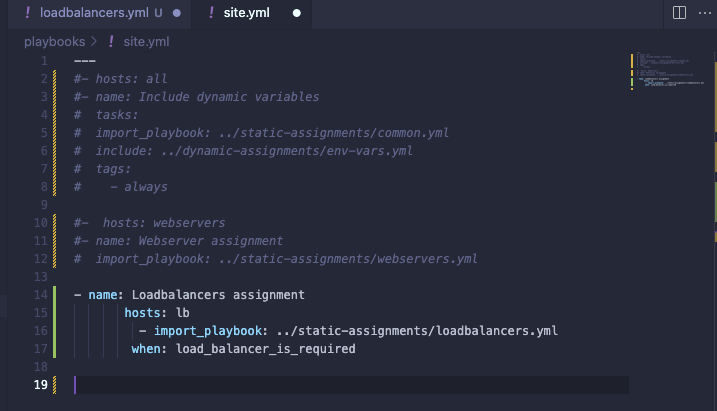 ! loadbalancers.yml U ● ! site.yml ●
playbooks > ! site.yml
1 ---
2 #- hosts: all
3 #- name: Include dynamic variables
4 #  tasks:
5 #  import_playbook: ../static-assignments/common.yml
6 #  include: ../dynamic-assignments/env-vars.yml
7 #  tags:
8 #    - always
9
10 #-  hosts: webservers
11 #- name: Webserver assignment
12 #  import_playbook: ../static-assignments/webservers.yml
13
14 - name: Loadbalancers assignment
15        hosts: lb
16          - import_playbook: ../static-assignments/loadbalancers.yml
17         when: load_balancer_is_required
18
19